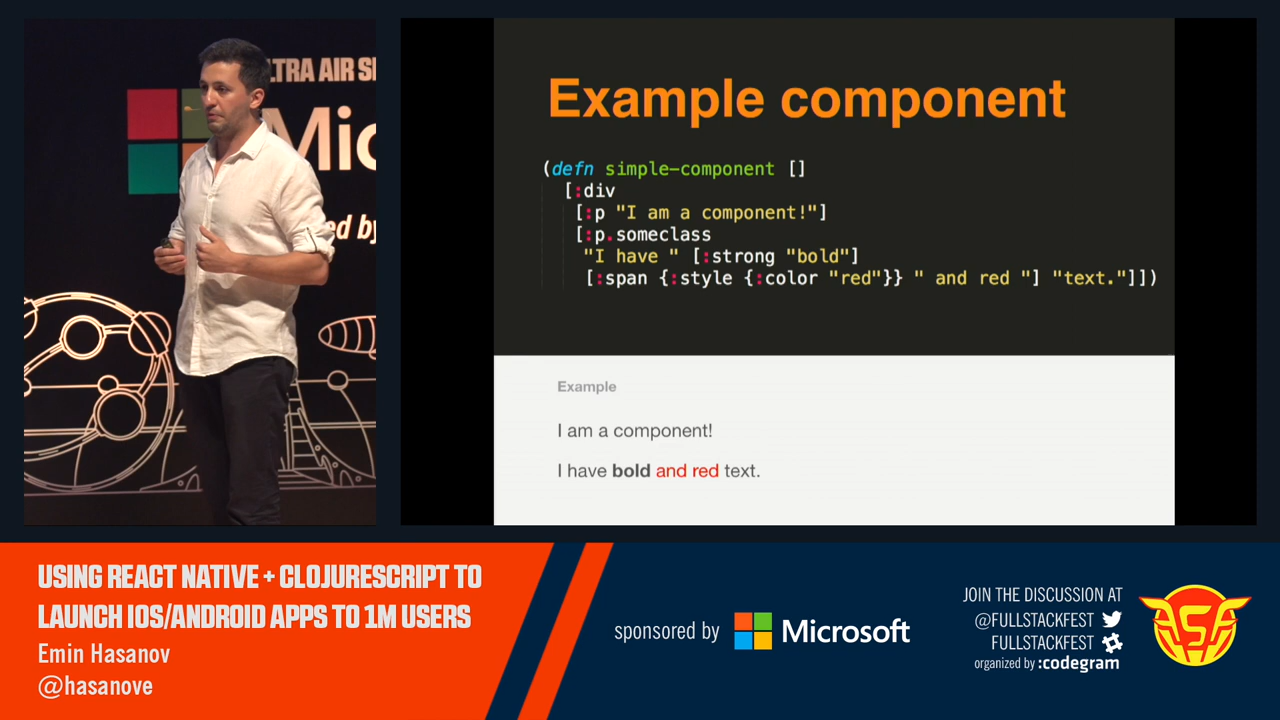 Example component
(defn simple-component []
[:div
[:p "I am a component!"]
[:p.someclass
"I have " [:strong "bold"]
[:span {:style {:color "red"}} " and red "] "text."]])
Example
I am a component!
I have bold and red text.
USING REACT NATIVE + CLOJURESCRIPT TO
LAUNCH IOS/ANDROID APPS TO 1M USERS
Emin Hasanov
@hasanove
sponsored by Microsoft
JOIN THE DISCUSSION AT
@FULLSTACKFEST
FULLSTACKFEST
organized by :codegram